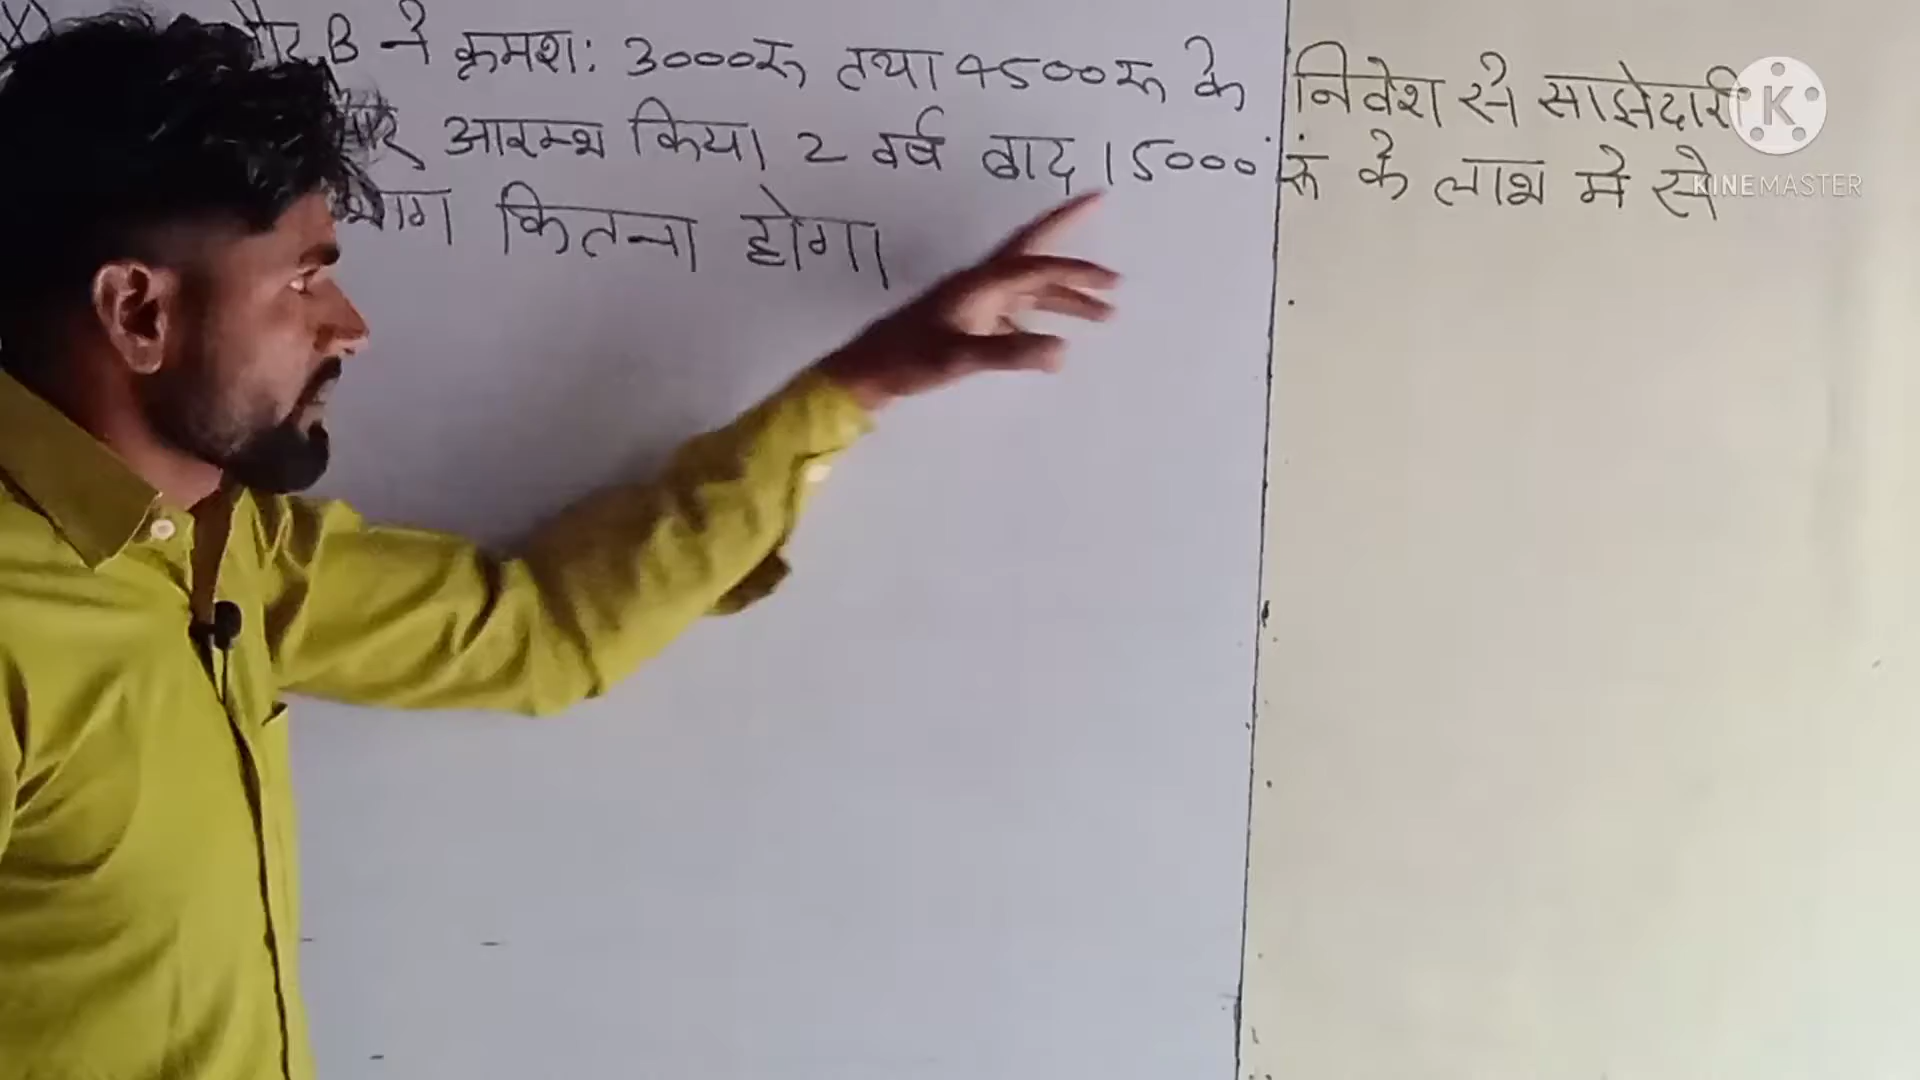 B ने क्रमश: 3000रू तथा 4500रू के निवेश से साझेदारी
आरम्भ किया। 2 वर्ष बाद 15000 रू के लाभ मे से
भाग कितना होगा
K
KINEMASTER